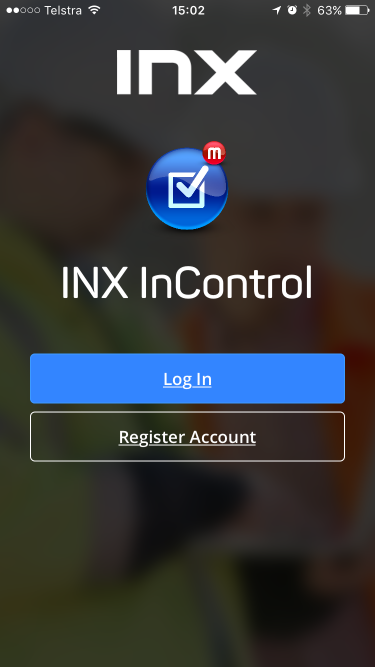 Telstra 15:02 63%
INX
m
INX InControl
Log In
Register Account